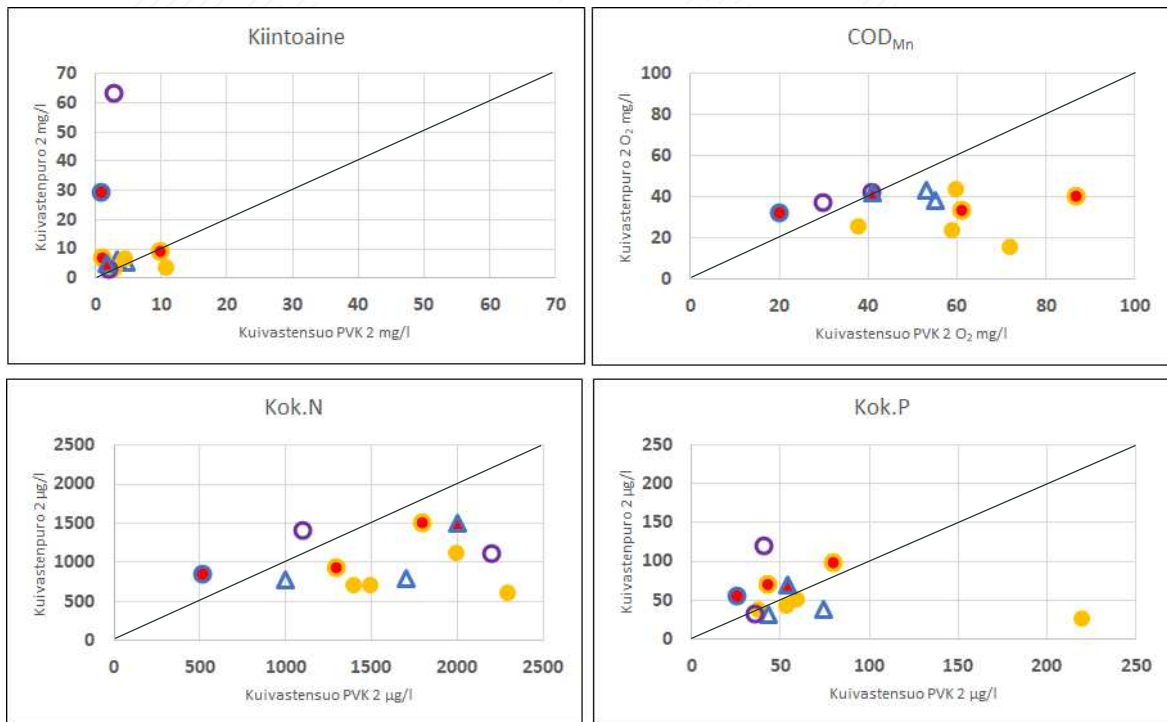 Kiintoaine
Kuivastenpuro 2 mg/l
70
60
50
40
30
20
10
0
0 10 20 30 40 50 60 70
Kuivastensuo PVK 2 mg/l
COD Mn
Kuivastenpuro 2 O2 mg/l
100
80
60
40
20
0
0 20 40 60 80 100
Kuivastensuo PVK 2 O2 mg/l
Kok.N
Kuivastenpuro 2 µg/l
2500
2000
1500
1000
500
0
0 500 1000 1500 2000 2500
Kuivastensuo PVK 2 µg/l
Kok.P
Kuivastenpuro 2 µg/l
250
200
150
100
50
0
0 50 100 150 200 250
Kuivastensuo PVK 2 µg/l